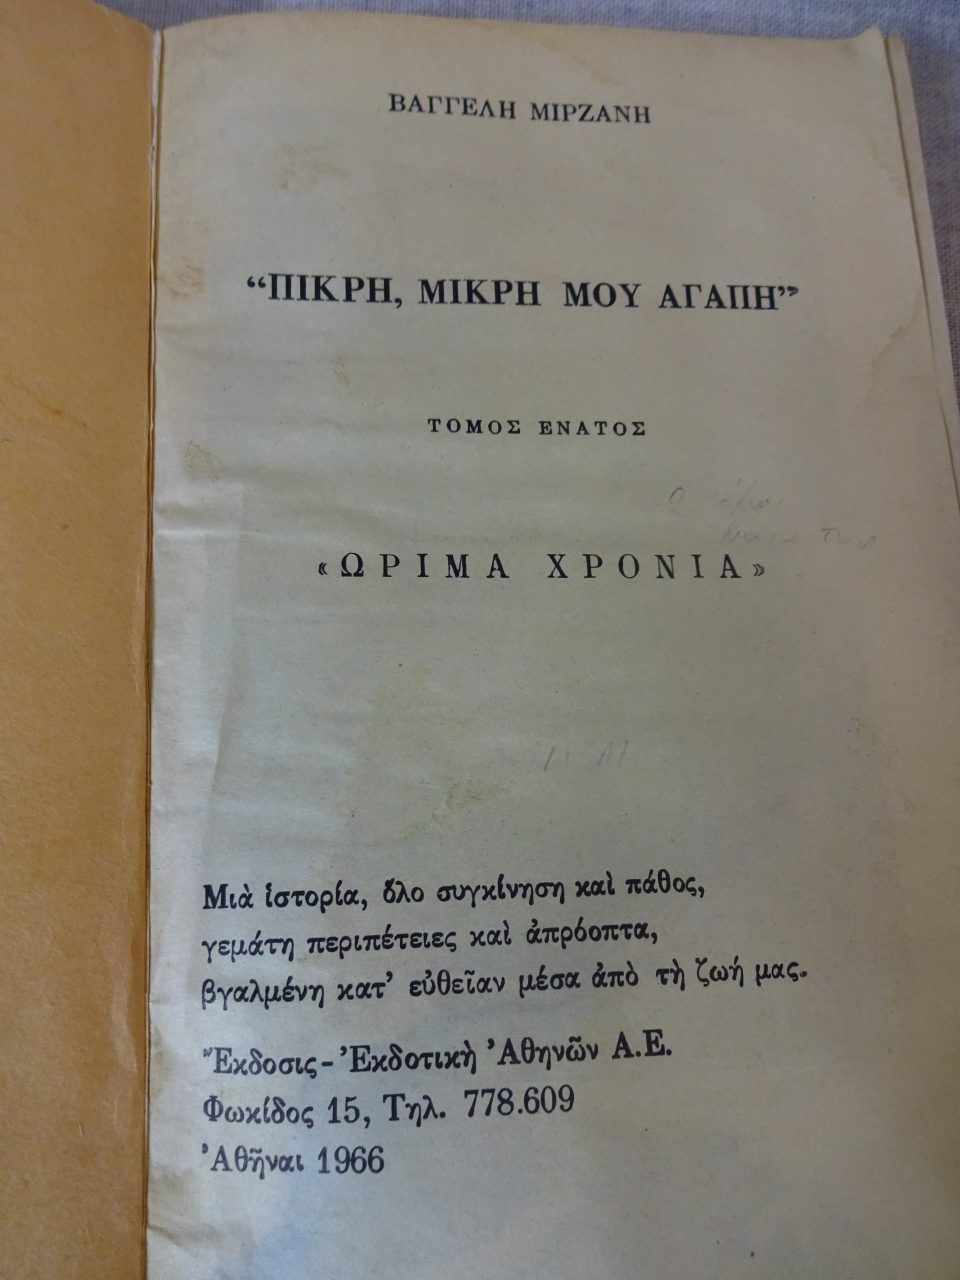 ΒΑΓΓΕΛΗ ΜΙΡΖΑΝΗ
“ΠΙΚΡΗ, ΜΙΚΡΗ ΜΟΥ ΑΓΑΠΗ”
ΤΟΜΟΣ ΕΝΑΤΟΣ
«ΩΡΙΜΑ ΧΡΟΝΙΑ»
Μιὰ ἱστορία, ὅλο συγκίνηση καὶ πάθος,
γεμάτη περιπέτειες καὶ ἀπρόοπτα,
βγαλμένη κατ’ εὐθεῖαν μέσα ἀπὸ τὴ ζωή μας.
Ἔκδοσις - Ἐκδοτικὴ Ἀθηνῶν Α.Ε.
Φωκίδος 15, Τηλ. 778.609
Ἀθῆναι 1966